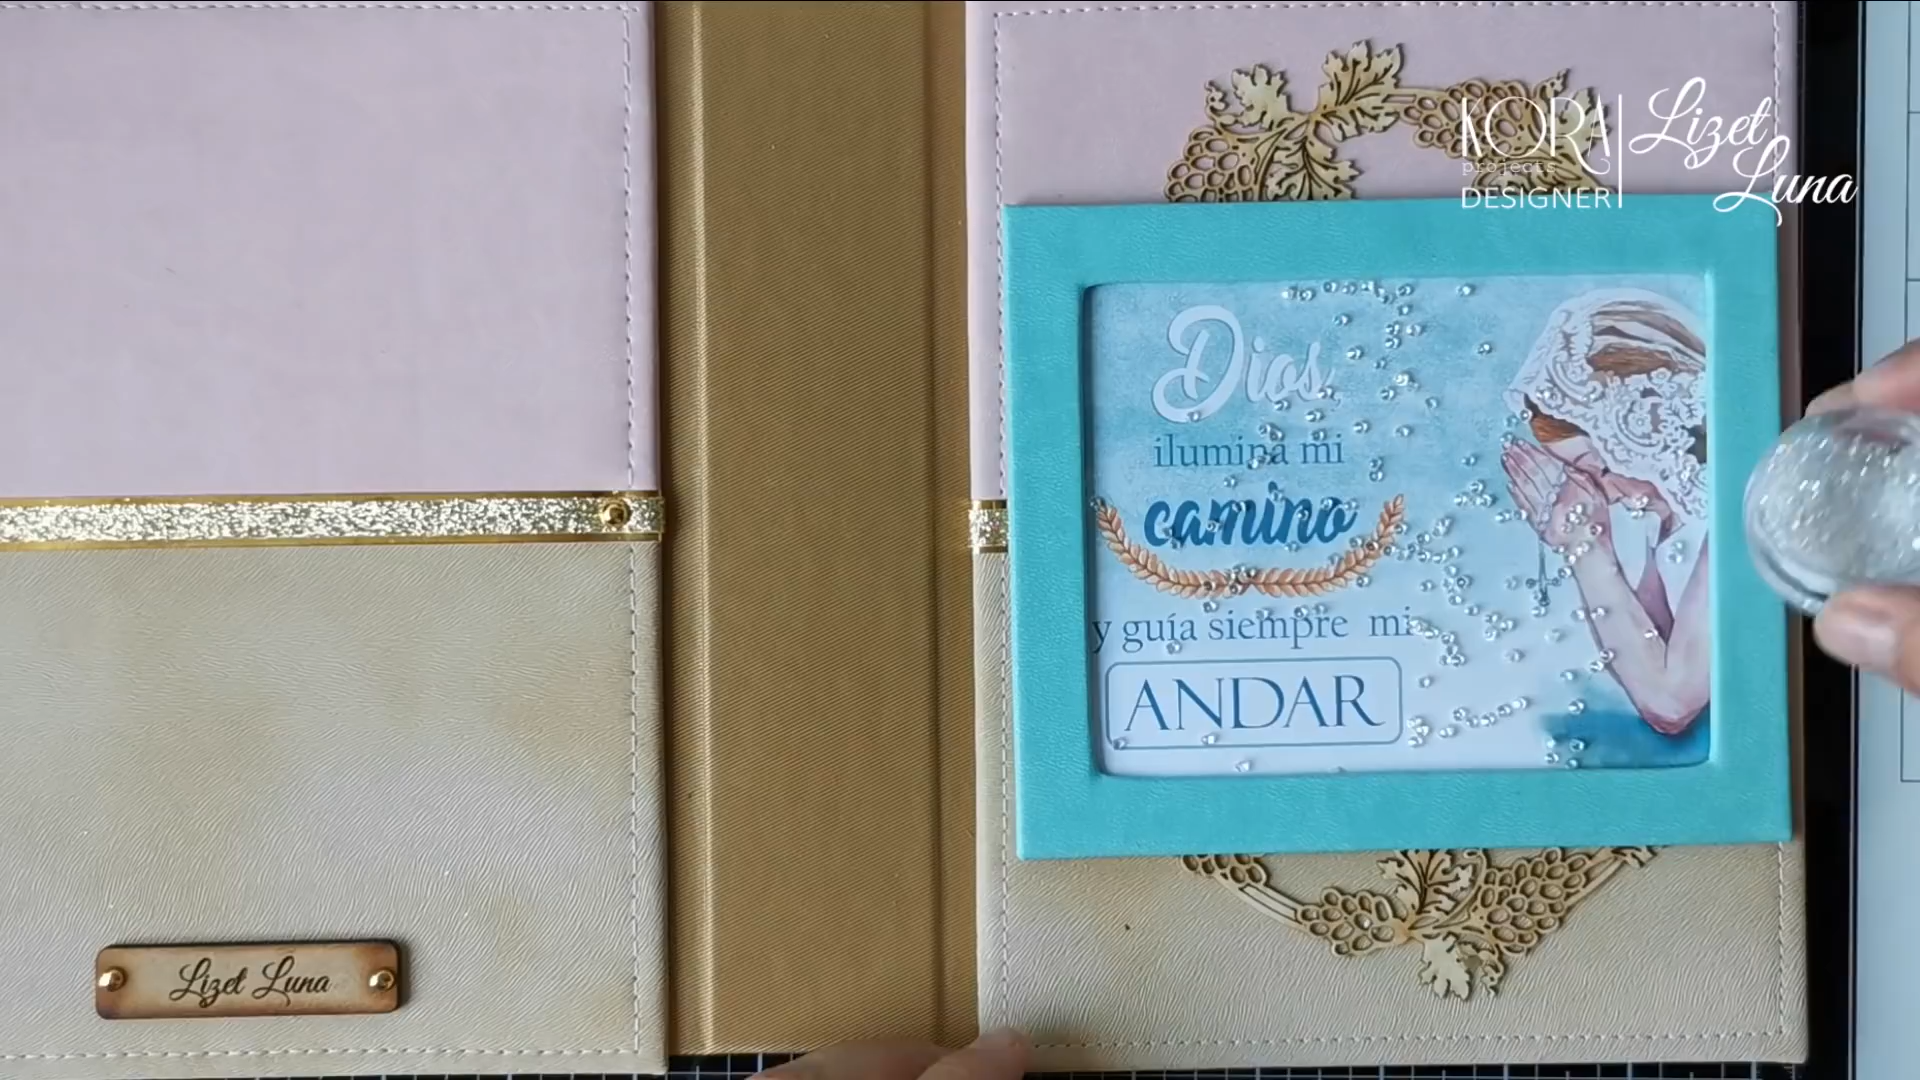 KORA
projects
DESIGNER
Lizet
Luna
Dios
ilumina mi
camino
y guía siempre mi
ANDAR
Lizet Luna